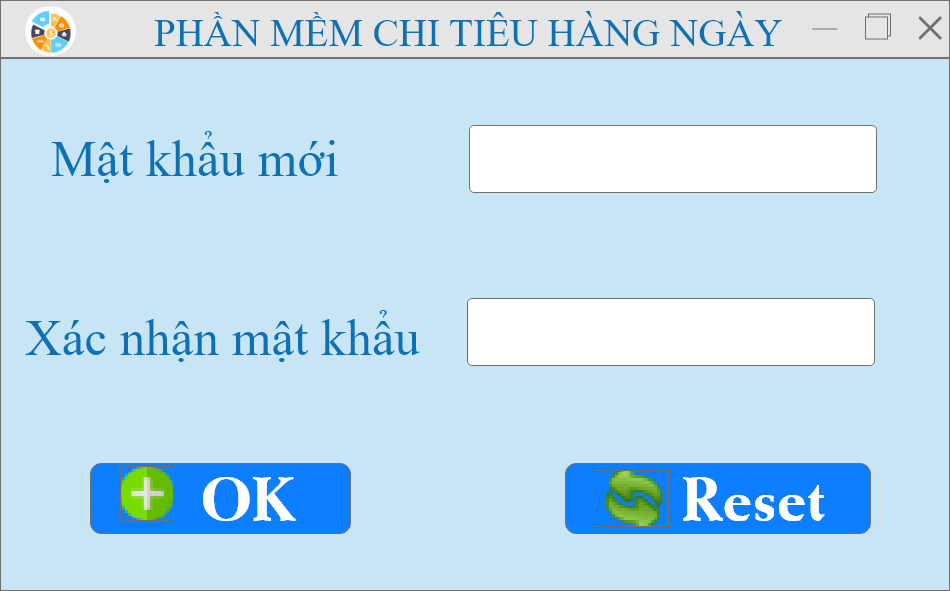 PHẦN MỀM CHI TIÊU HÀNG NGÀY
Mật khẩu mới
Xác nhận mật khẩu
OK
Reset